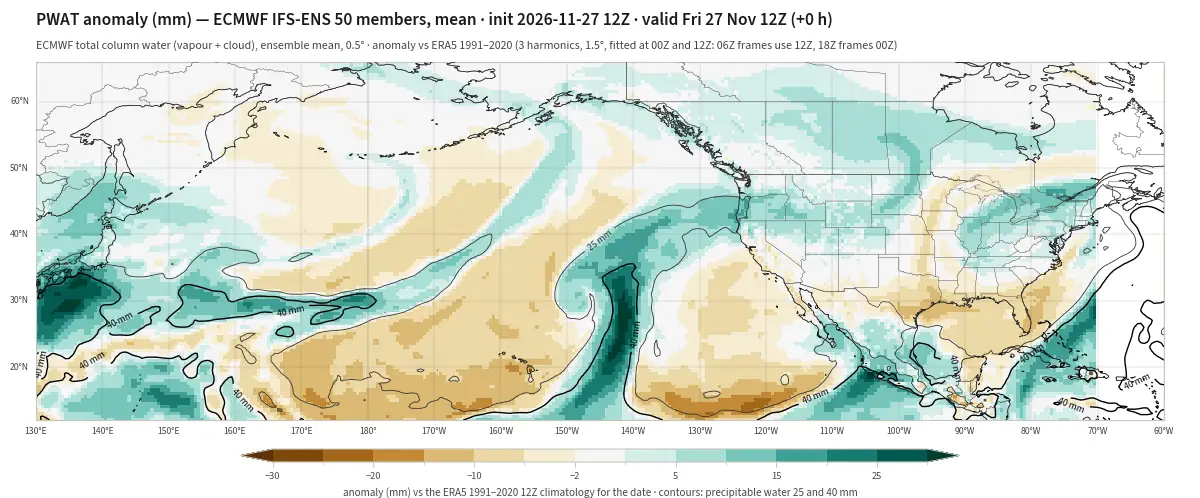 PWAT anomaly (mm) — ECMWF IFS-ENS 50 members, mean · init 2026-11-27 12Z · valid Fri 27 Nov 12Z (+0 h)
ECMWF total column water (vapour + cloud), ensemble mean, 0.5° · anomaly vs ERA5 1991–2020 (3 harmonics, 1.5°, fitted at 00Z and 12Z: 06Z frames use 12Z, 18Z frames 00Z)
60°N
50°N
40°N
25 mm
30°N
40 mm
40 mm
40 mm
40 mm
40 mm
20°N
40 mm
40 mm
40 mm
40 mm
40 mm
40 mm
130°E 140°E 150°E 160°E 170°E 180° 170°W 160°W 150°W 140°W 130°W 120°W 110°W 100°W 90°W 80°W 70°W 60°W
−30 −20 −10 −2 5 15 25
anomaly (mm) vs the ERA5 1991–2020 12Z climatology for the date · contours: precipitable water 25 and 40 mm